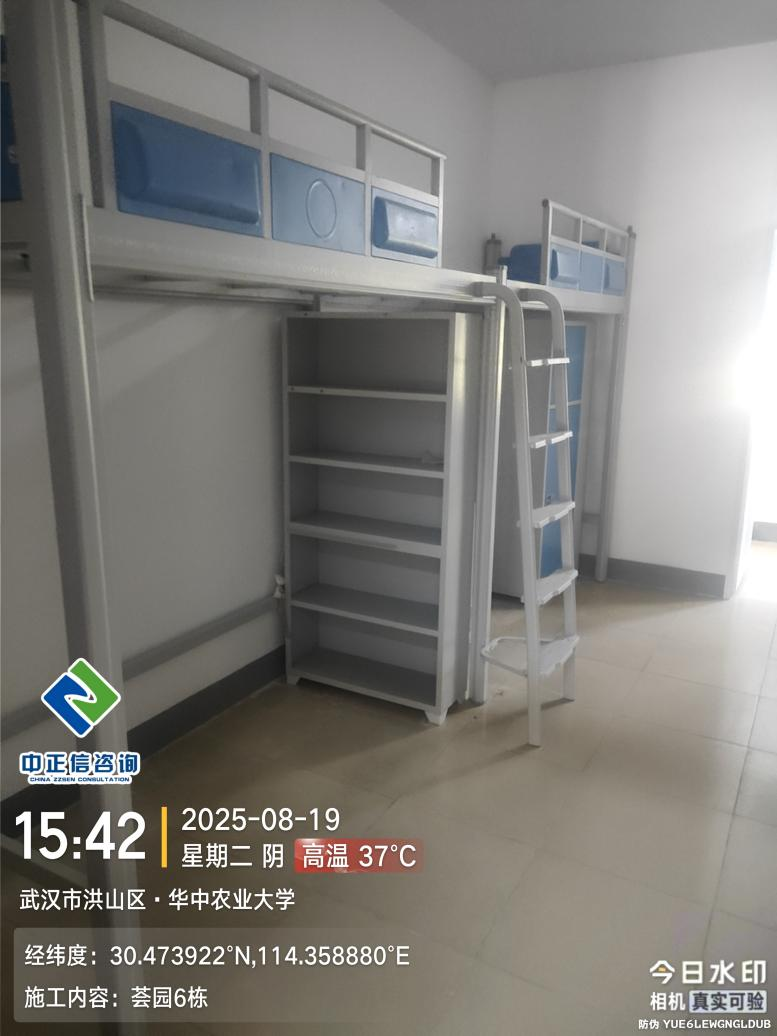 中正信咨询
CHINA ZZSEN CONSULTATION
15:42
2025-08-19
星期二 阴 高温 37°C
武汉市洪山区·华中农业大学
经纬度：30.473922°N,114.358880°E
施工内容：荟园6栋
今日水印
相机 真实可验
防伪 YUE6LEWGNGLDUB